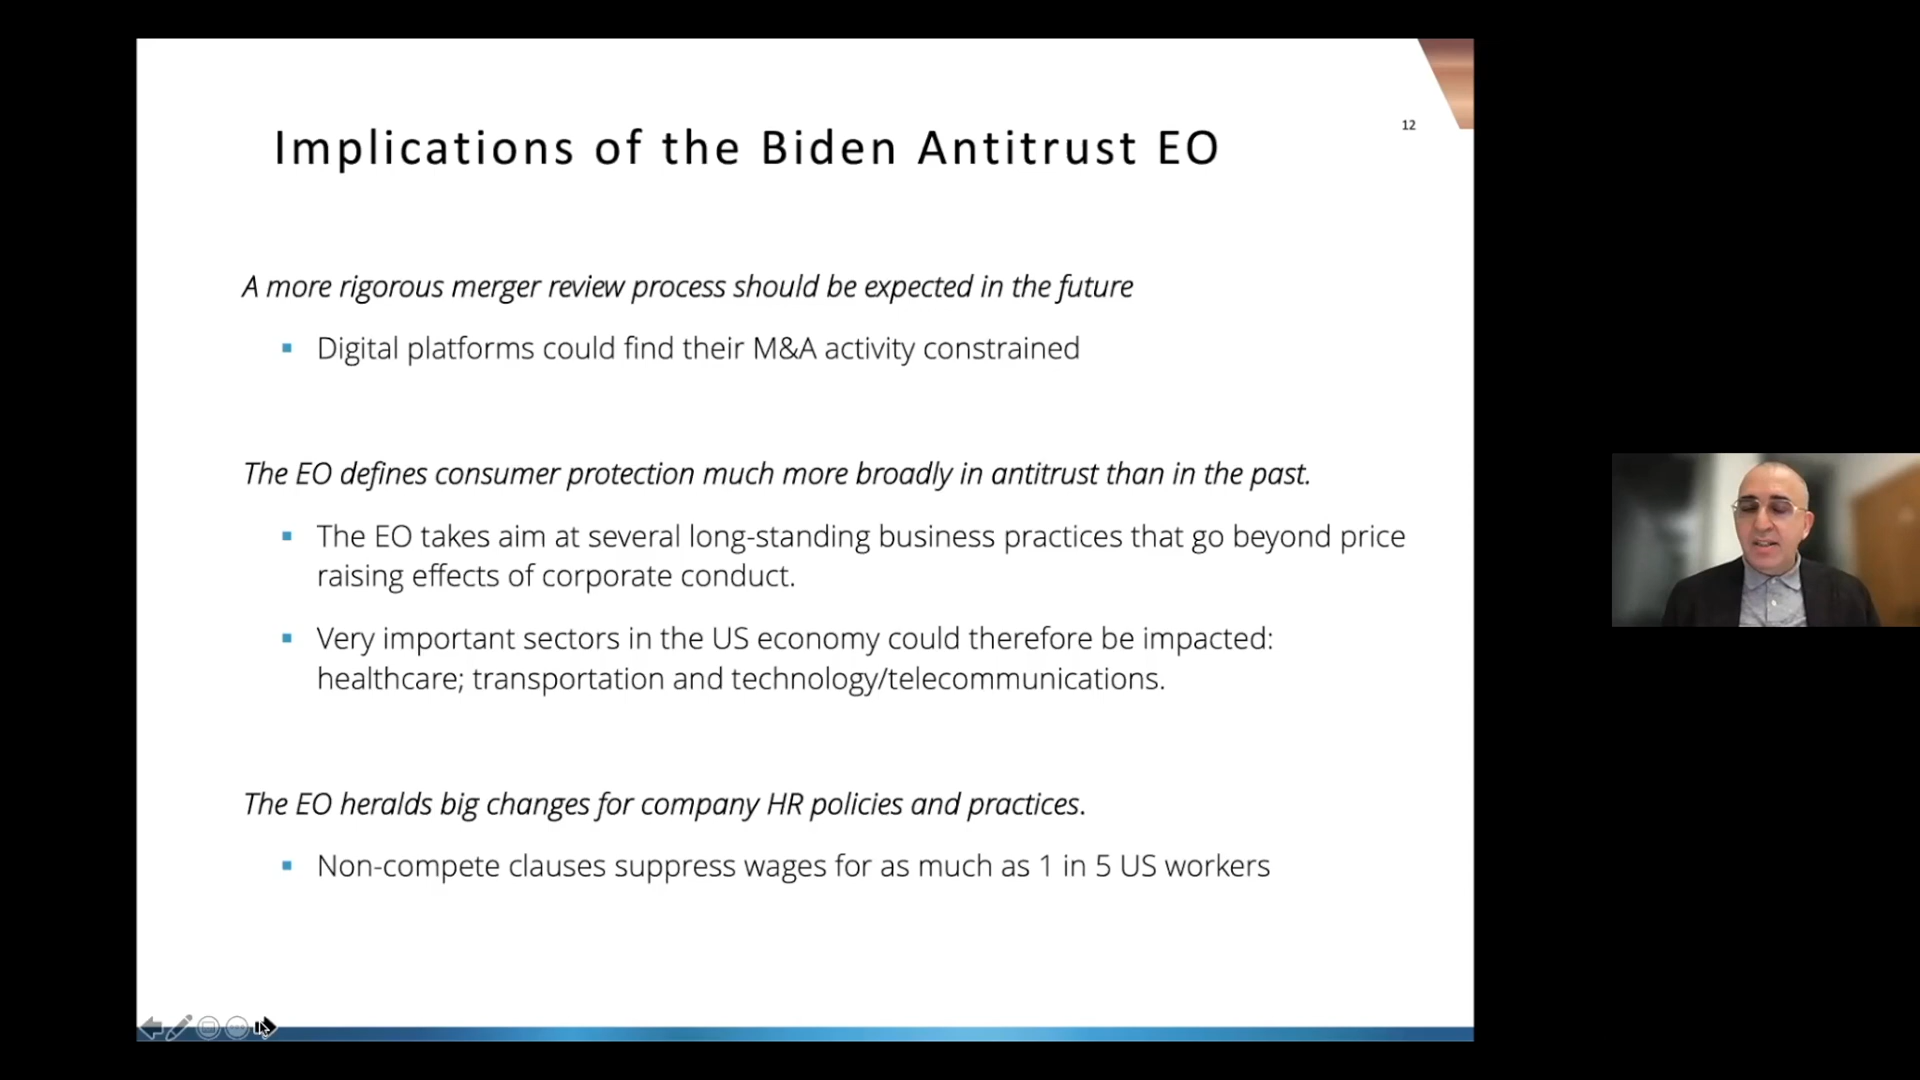 12
Implications of the Biden Antitrust EO
A more rigorous merger review process should be expected in the future
▪ Digital platforms could find their M&A activity constrained
The EO defines consumer protection much more broadly in antitrust than in the past.
▪ The EO takes aim at several long-standing business practices that go beyond price
raising effects of corporate conduct.
▪ Very important sectors in the US economy could therefore be impacted:
healthcare; transportation and technology/telecommunications.
The EO heralds big changes for company HR policies and practices.
▪ Non-compete clauses suppress wages for as much as 1 in 5 US workers